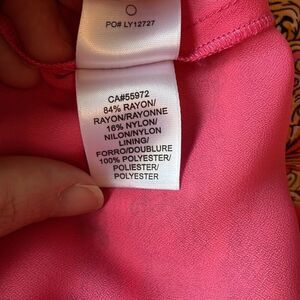 PO# LY12727
CA#55972
84% RAYON/
RAYON/RAYONNE
16% NYLON/
NILON/NYLON
LINING/
FORRO/DOUBLURE
100% POLYESTER/
POLIESTER/
POLYESTER